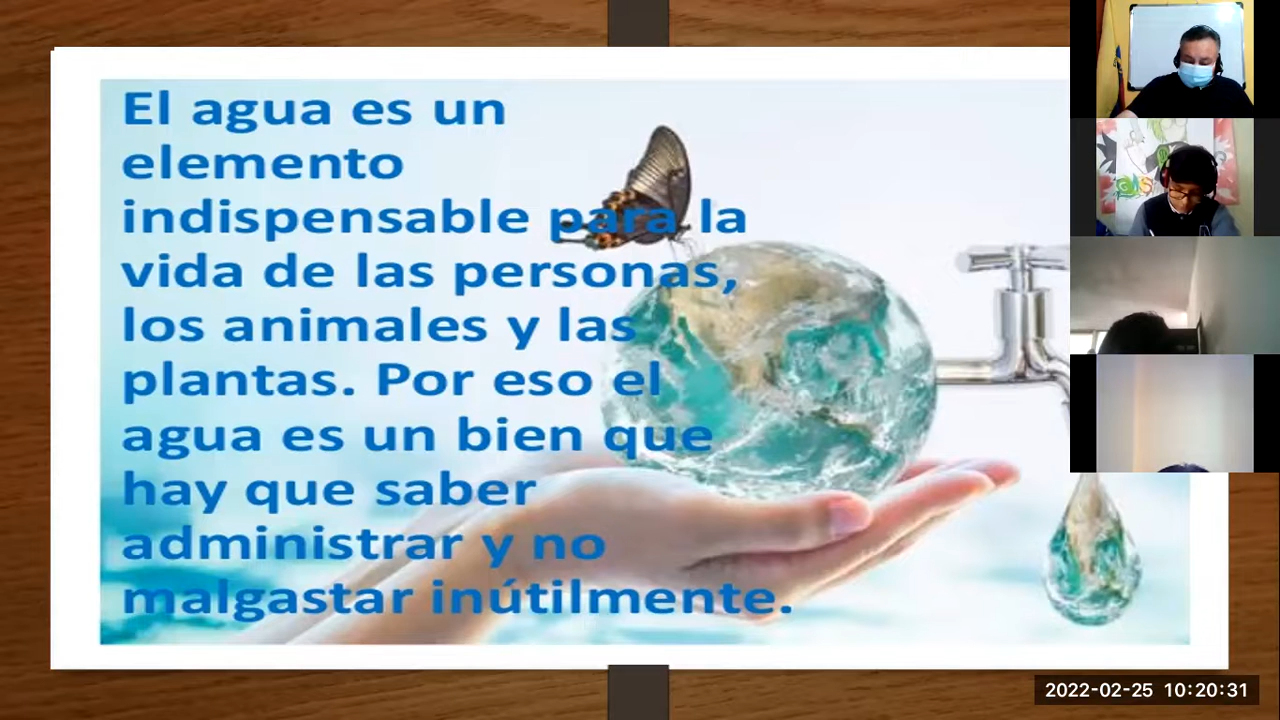 El agua es un
elemento
indispensable para la
vida de las personas,
los animales y las
plantas. Por eso el
agua es un bien que
hay que saber
administrar y no
malgastar inútilmente.
2022-02-25 10:20:31